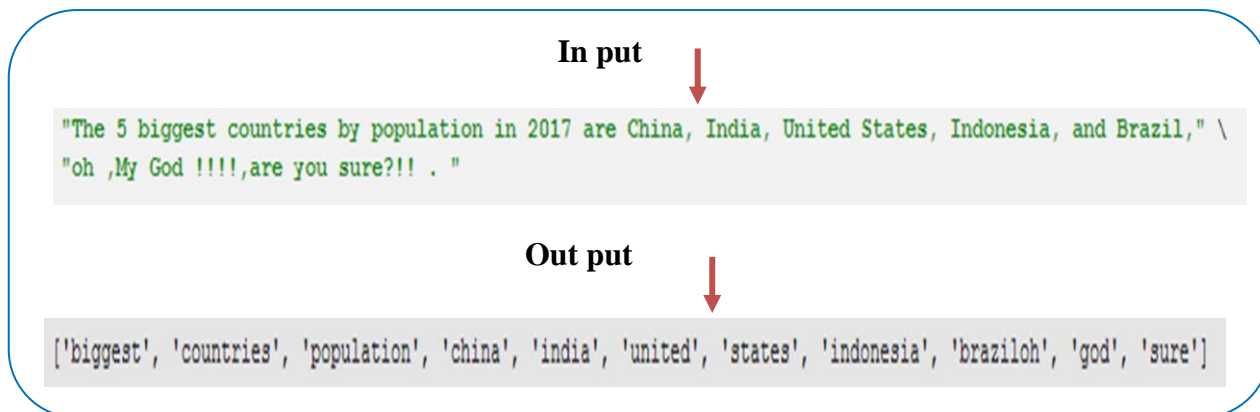 In put
"The 5 biggest countries by population in 2017 are China, India, United States, Indonesia, and Brazil," \
"oh ,My God !!!!,are you sure?!! . "
Out put
['biggest', 'countries', 'population', 'china', 'india', 'united', 'states', 'indonesia', 'braziloh', 'god', 'sure']